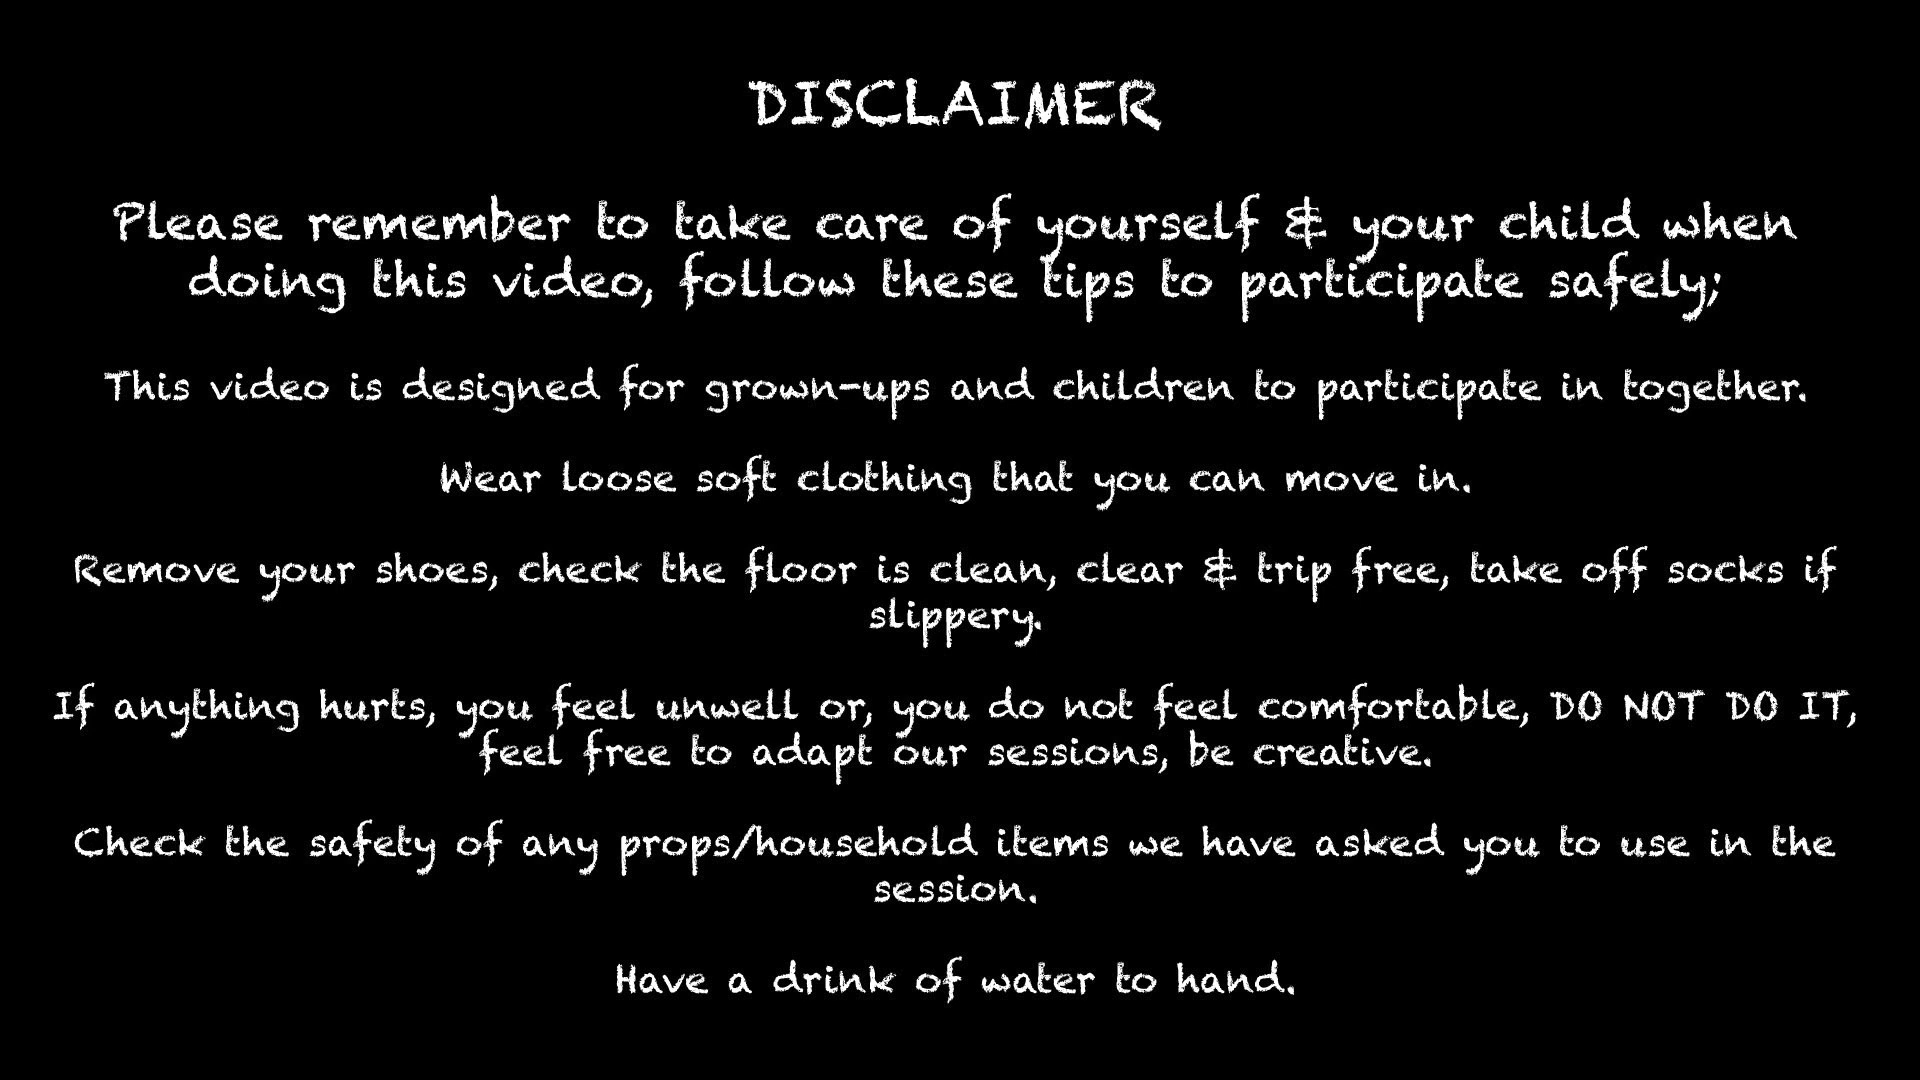 DISCLAIMER
Please remember to take care of yourself & your child when
doing this video, follow these tips to participate safely;
This video is designed for grown-ups and children to participate in together.
Wear loose soft clothing that you can move in.
Remove your shoes, check the floor is clean, clear & trip free, take off socks if
slippery.
If anything hurts, you feel unwell or, you do not feel comfortable, DO NOT DO IT,
feel free to adapt our sessions, be creative.
Check the safety of any props/household items we have asked you to use in the
session.
Have a drink of water to hand.